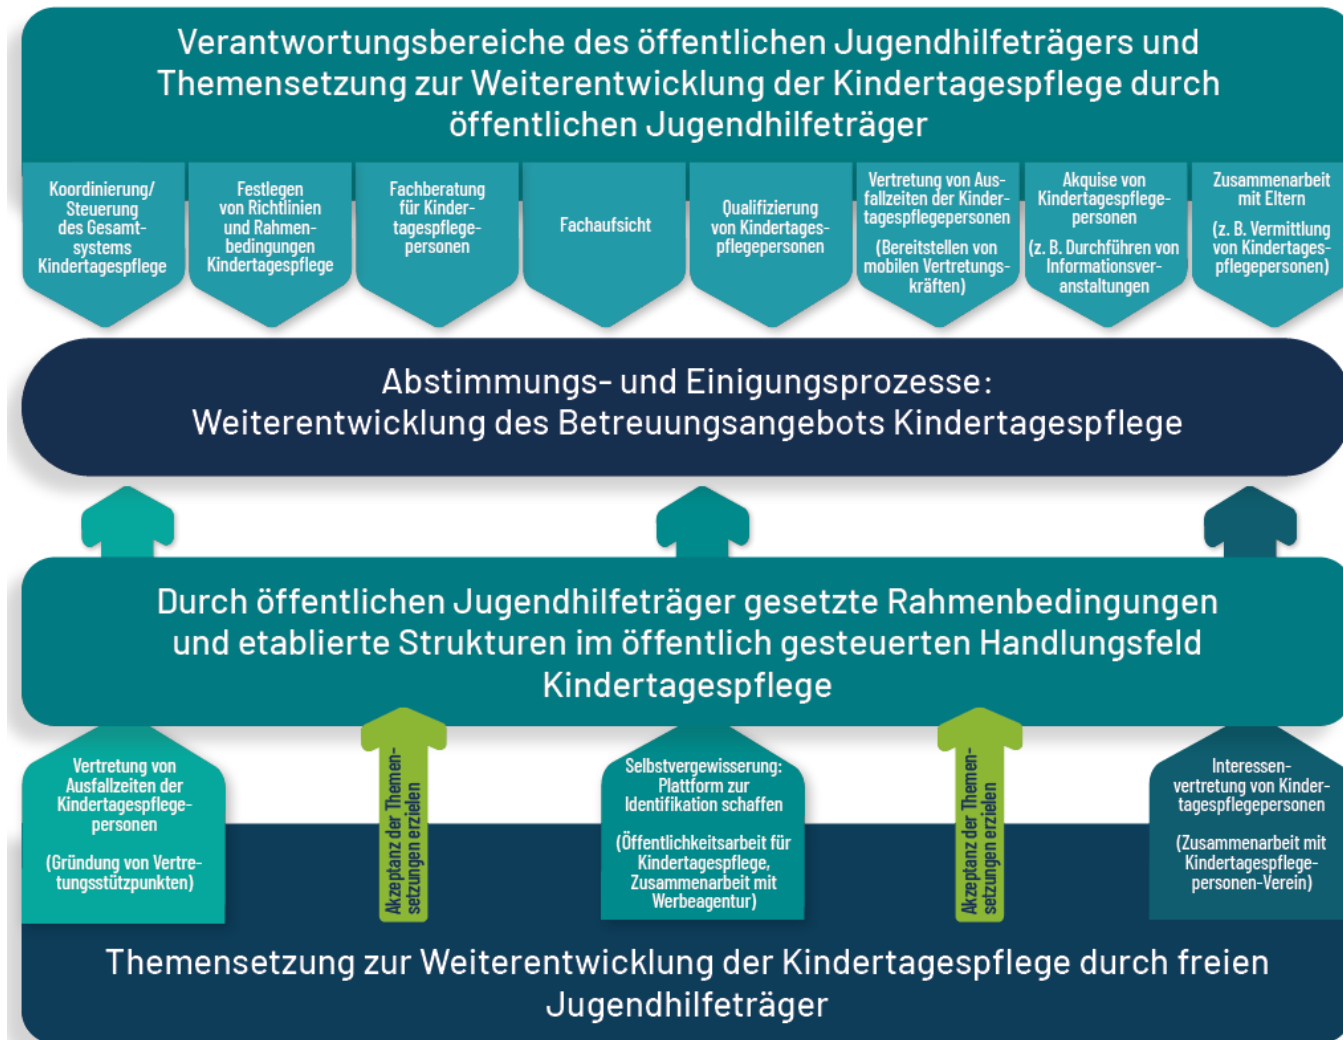 Verantwortungsbereiche des öffentlichen Jugendhilfeträgers und
Themensetzung zur Weiterentwicklung der Kindertagespflege durch
öffentlichen Jugendhilfeträger
Koordinierung/
Steuerung
des Gesamt-
systems
Kindertagespflege
Festlegen
von Richtlinien
und Rahmen-
bedingungen
Kindertagespflege
Fachberatung
für Kinder-
tagespflege-
personen
Fachaufsicht
Qualifizierung
von Kindertages-
pflegepersonen
Vertretung von Aus-
fallzeiten der Kinder-
tagespflegepersonen
(Bereitstellen von
mobilen Vertretungs-
kräften)
Akquise von
Kindertagespflege-
personen
(z. B. Durchführen von
Informationsver-
anstaltungen
Zusammenarbeit
mit Eltern
(z. B. Vermittlung
von Kindertages-
pflegepersonen)
Abstimmungs- und Einigungsprozesse:
Weiterentwicklung des Betreuungsangebots Kindertagespflege
Durch öffentlichen Jugendhilfeträger gesetzte Rahmenbedingungen
und etablierte Strukturen im öffentlich gesteuerten Handlungsfeld
Kindertagespflege
Vertretung von
Ausfallzeiten der
Kindertagespflege-
personen
(Gründung von Vertre-
tungsstützpunkten)
Akzeptanz der Themen-
setzungen erzielen
Selbstvergewisserung:
Plattform zur
Identifikation schaffen
(Öffentlichkeitsarbeit für
Kindertagespflege,
Zusammenarbeit mit
Werbeagentur)
Akzeptanz der Themen-
setzungen erzielen
Interessen-
vertretung von Kinder-
tagespflegepersonen
(Zusammenarbeit mit
Kindertagespflege-
personen-Verein)
Themensetzung zur Weiterentwicklung der Kindertagespflege durch freien
Jugendhilfeträger